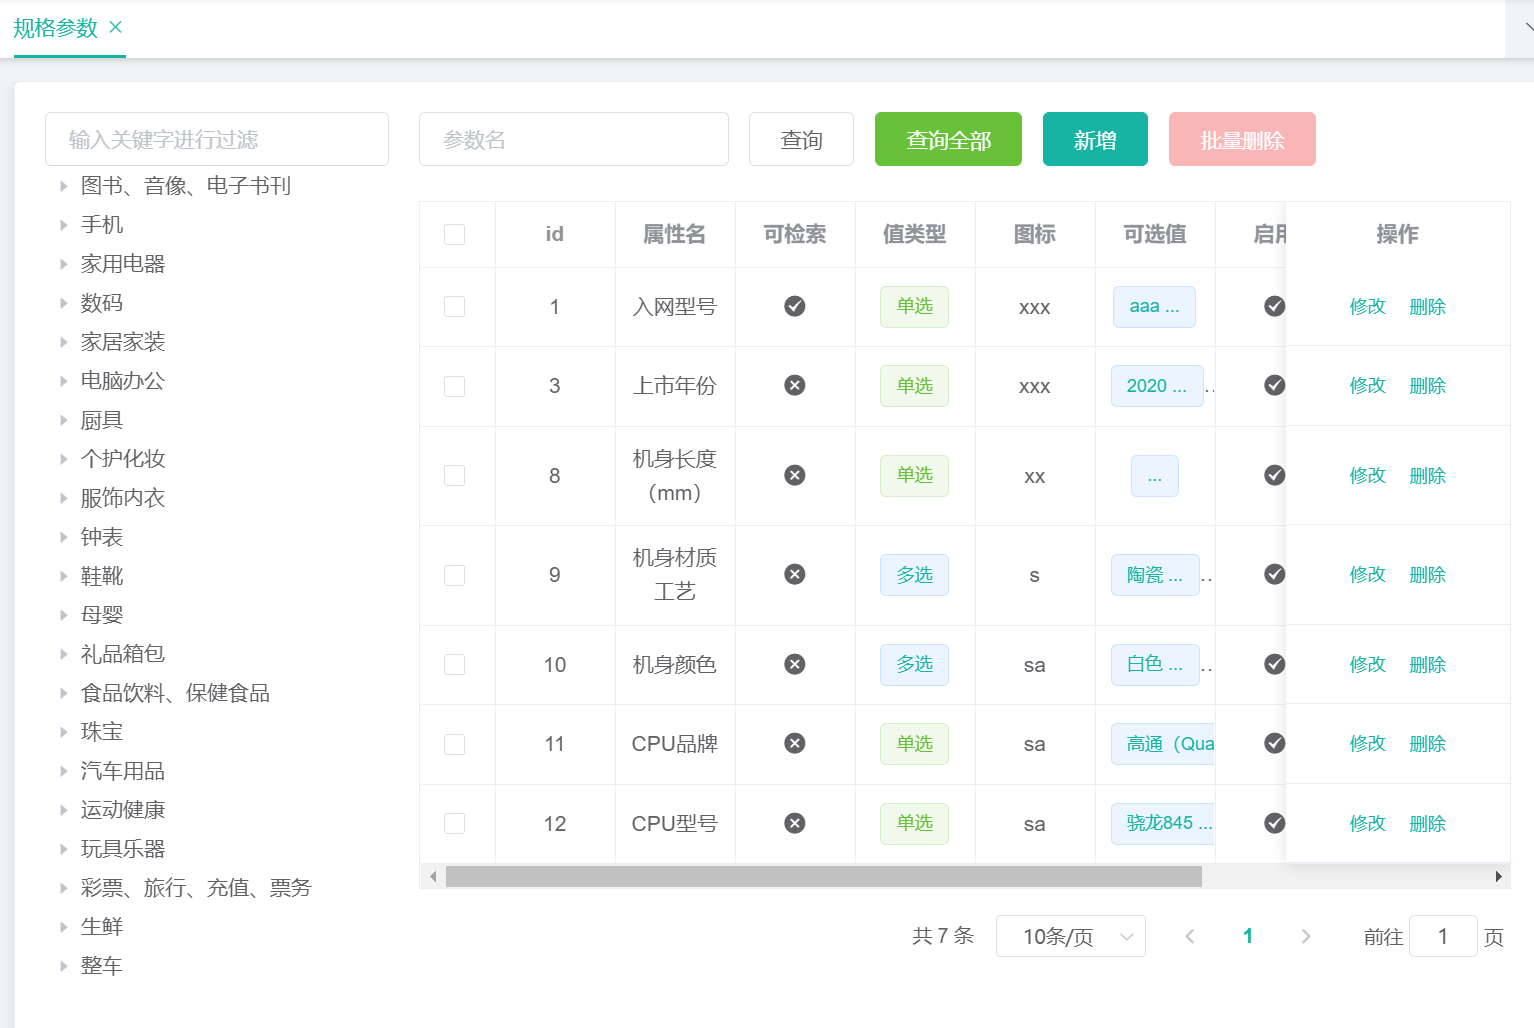 规格参数
输入关键字进行过滤
参数名
查询
查询全部
新增
批量删除
图书、音像、电子书刊
手机
家用电器
数码
家居家装
电脑办公
厨具
个护化妆
服饰内衣
钟表
鞋靴
母婴
礼品箱包
食品饮料、保健食品
珠宝
汽车用品
运动健康
玩具乐器
彩票、旅行、充值、票务
生鲜
整车
id 属性名 可检索 值类型 图标 可选值 启用 操作
1 入网型号 单选 xxx aaa ... 修改 删除
3 上市年份 单选 xxx 2020 ... .. 修改 删除
8 机身长度 单选 xx ... 修改 删除
（mm）
9 机身材质 多选 s 陶瓷 ... .. 修改 删除
工艺
10 机身颜色 多选 sa 白色 ... .. 修改 删除
11 CPU品牌 单选 sa 高通（Qua 修改 删除
12 CPU型号 单选 sa 骁龙845 ... 修改 删除
共 7 条 10条/页 1 前往 1 页